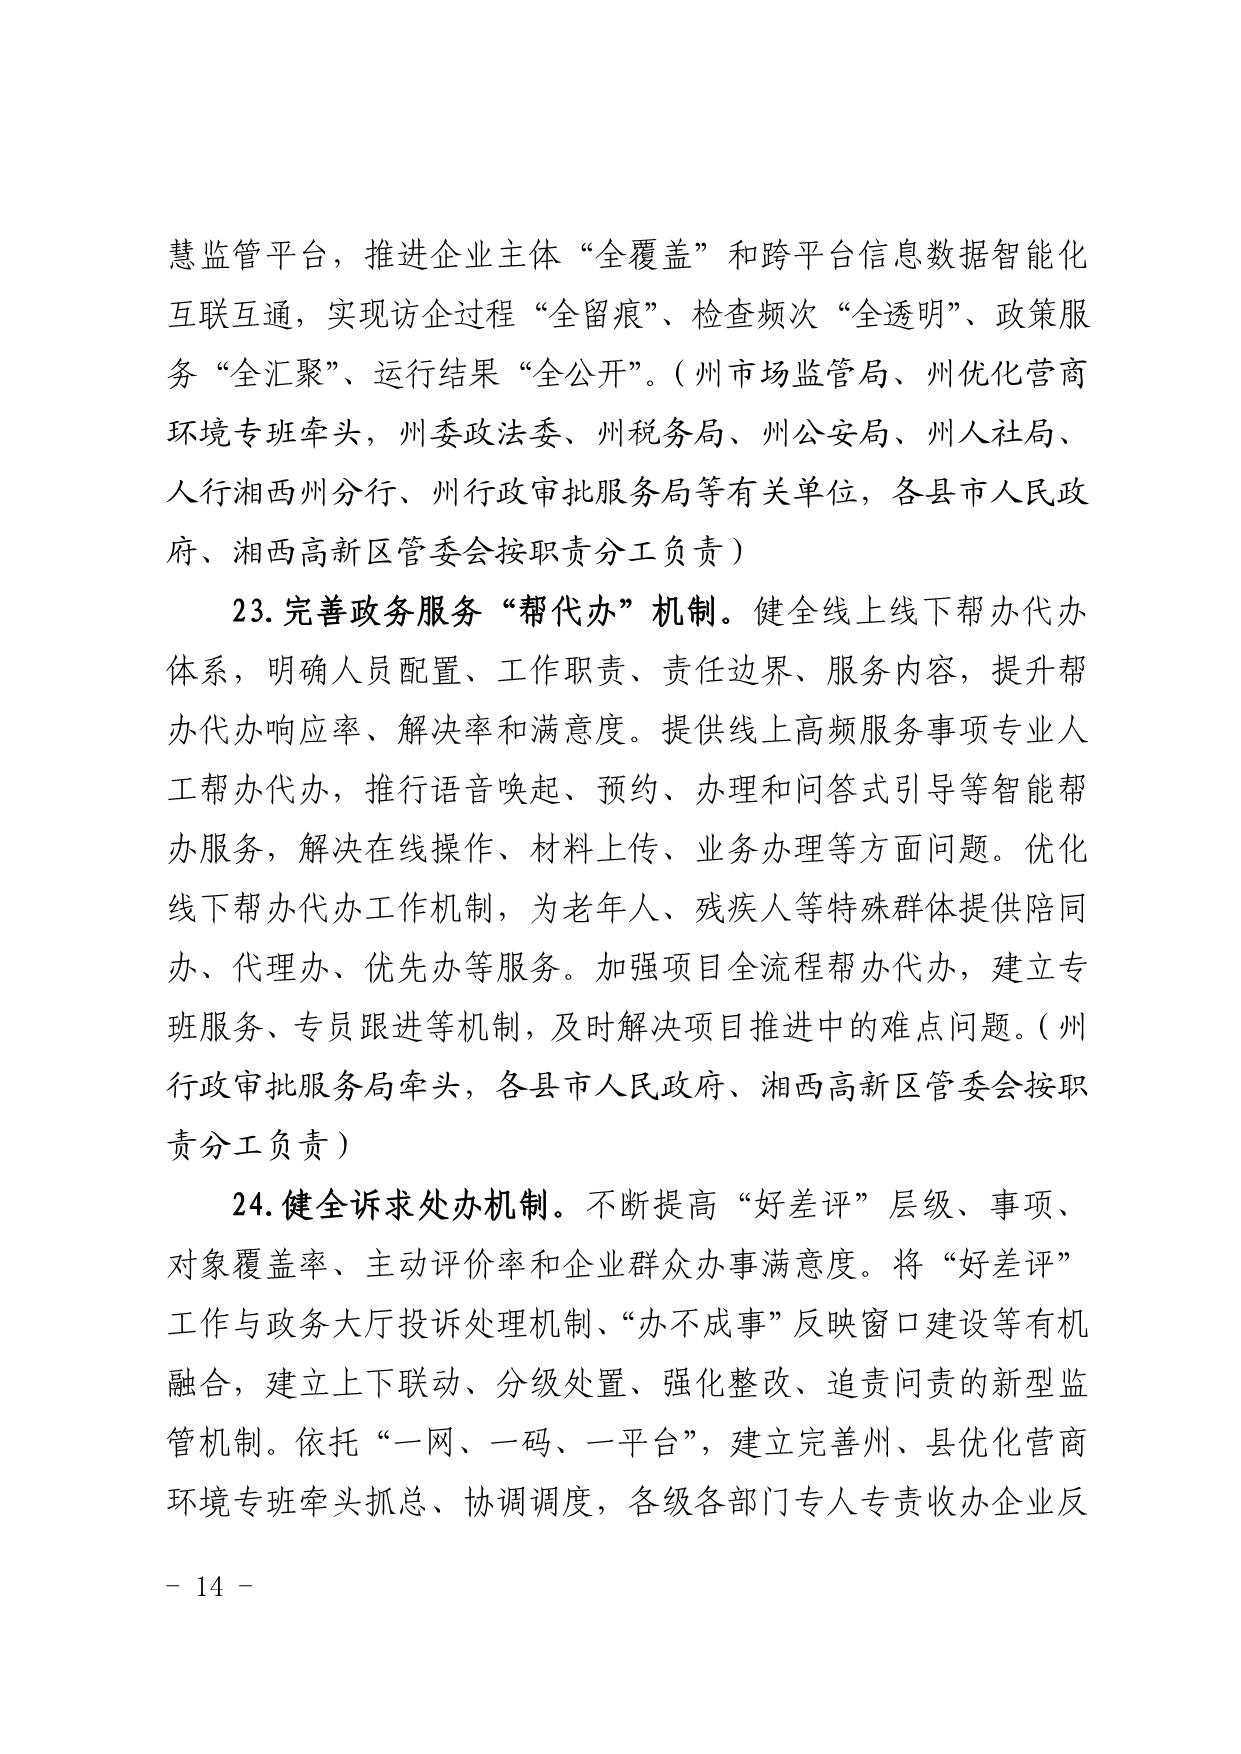 慧监管平台，推进企业主体“全覆盖”和跨平台信息数据智能化
互联互通，实现访企过程“全留痕”、检查频次“全透明”、政策服
务“全汇聚”、运行结果“全公开”。（州市场监管局、州优化营商
环境专班牵头，州委政法委、州税务局、州公安局、州人社局、
人行湘西州分行、州行政审批服务局等有关单位，各县市人民政
府、湘西高新区管委会按职责分工负责）
23.完善政务服务“帮代办”机制。健全线上线下帮办代办
体系，明确人员配置、工作职责、责任边界、服务内容，提升帮
办代办响应率、解决率和满意度。提供线上高频服务事项专业人
工帮办代办，推行语音唤起、预约、办理和问答式引导等智能帮
办服务，解决在线操作、材料上传、业务办理等方面问题。优化
线下帮办代办工作机制，为老年人、残疾人等特殊群体提供陪同
办、代理办、优先办等服务。加强项目全流程帮办代办，建立专
班服务、专员跟进等机制，及时解决项目推进中的难点问题。（州
行政审批服务局牵头，各县市人民政府、湘西高新区管委会按职
责分工负责）
24.健全诉求处办机制。不断提高“好差评”层级、事项、
对象覆盖率、主动评价率和企业群众办事满意度。将“好差评”
工作与政务大厅投诉处理机制、“办不成事”反映窗口建设等有机
融合，建立上下联动、分级处置、强化整改、追责问责的新型监
管机制。依托“一网、一码、一平台”，建立完善州、县优化营商
环境专班牵头抓总、协调调度，各级各部门专人专责收办企业反
- 14 -